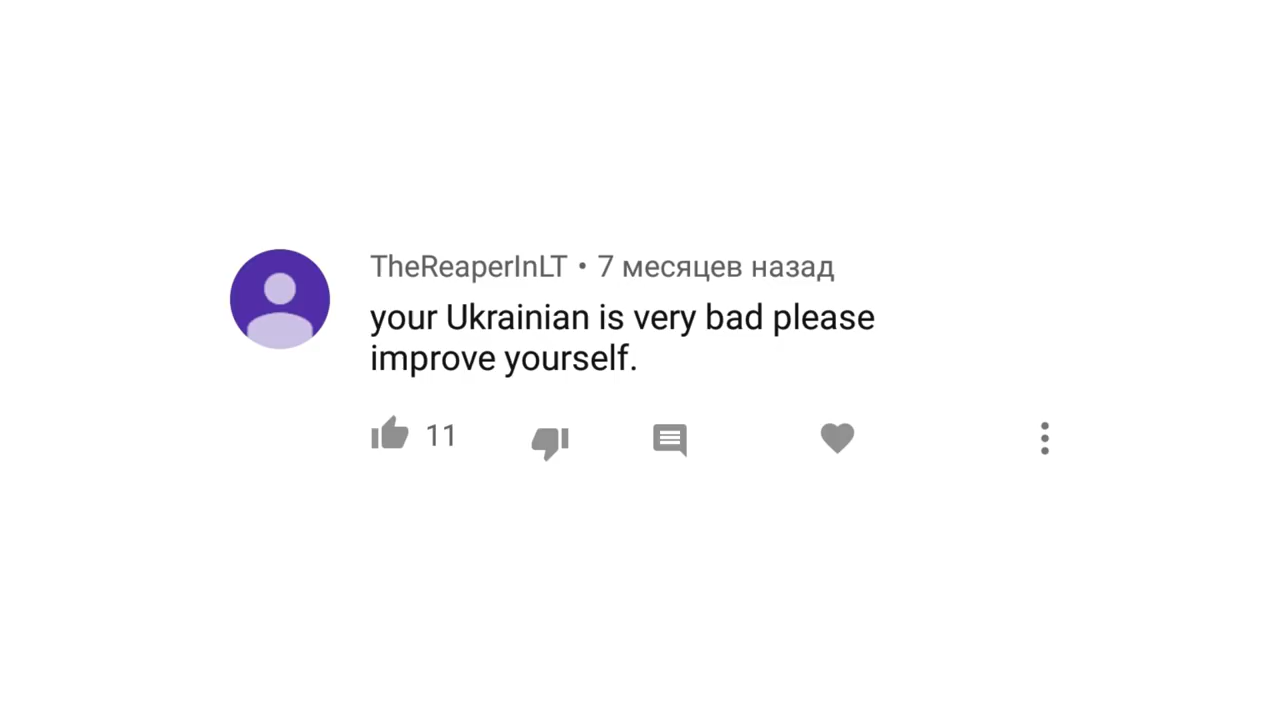 TheReaperInLT • 7 месяцев назад
your Ukrainian is very bad please
improve yourself.
11